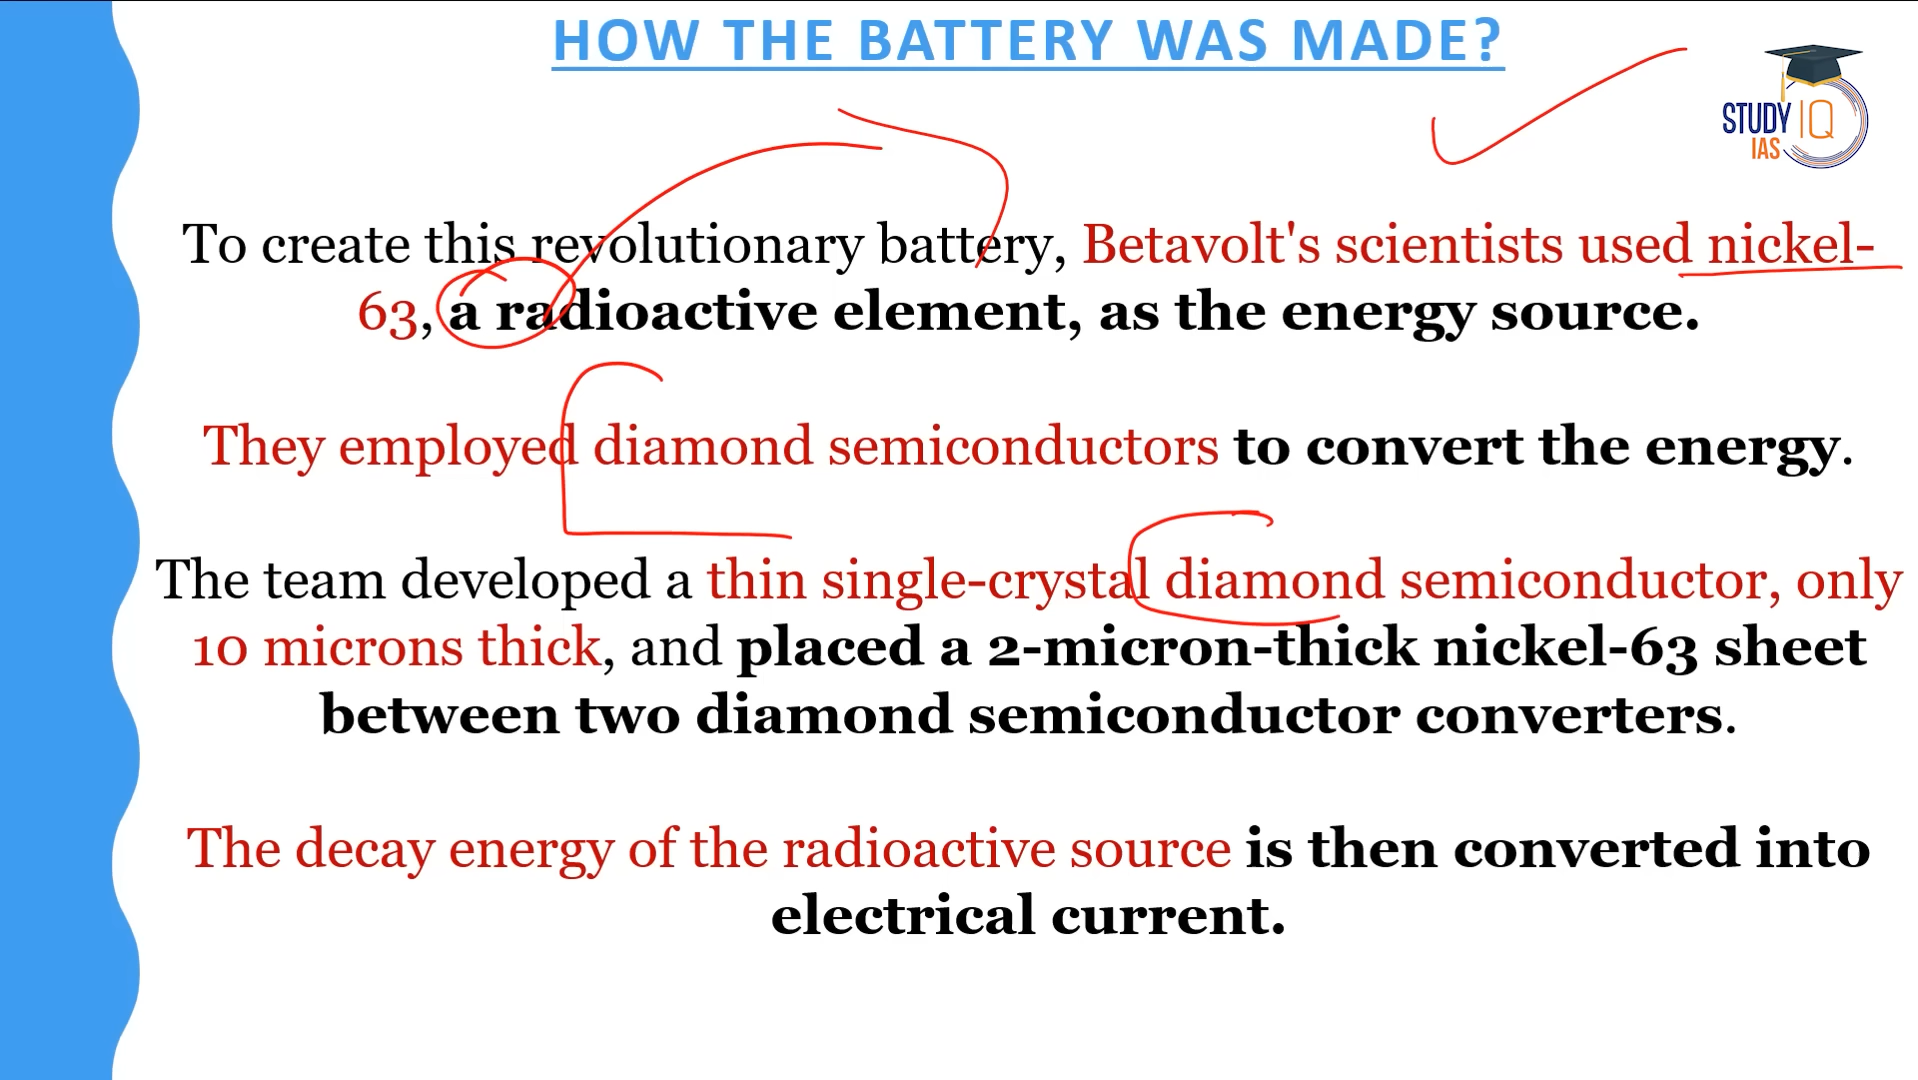 HOW THE BATTERY WAS MADE?
STUDY IQ
IAS
To create this revolutionary battery, Betavolt's scientists used nickel-
63, a radioactive element, as the energy source.
They employed diamond semiconductors to convert the energy.
The team developed a thin single-crystal diamond semiconductor, only
10 microns thick, and placed a 2-micron-thick nickel-63 sheet
between two diamond semiconductor converters.
The decay energy of the radioactive source is then converted into
electrical current.